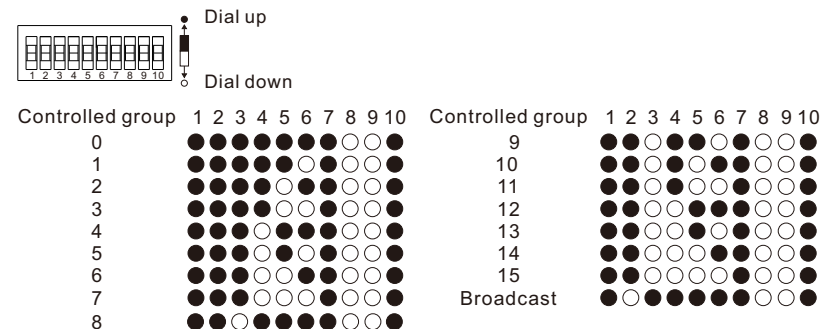 Dial up
1 2 3 4 5 6 7 8 9 10
Dial down
Controlled group 1 2 3 4 5 6 7 8 9 10
0
1
2
3
4
5
6
7
8
Controlled group 1 2 3 4 5 6 7 8 9 10
9
10
11
12
13
14
15
Broadcast